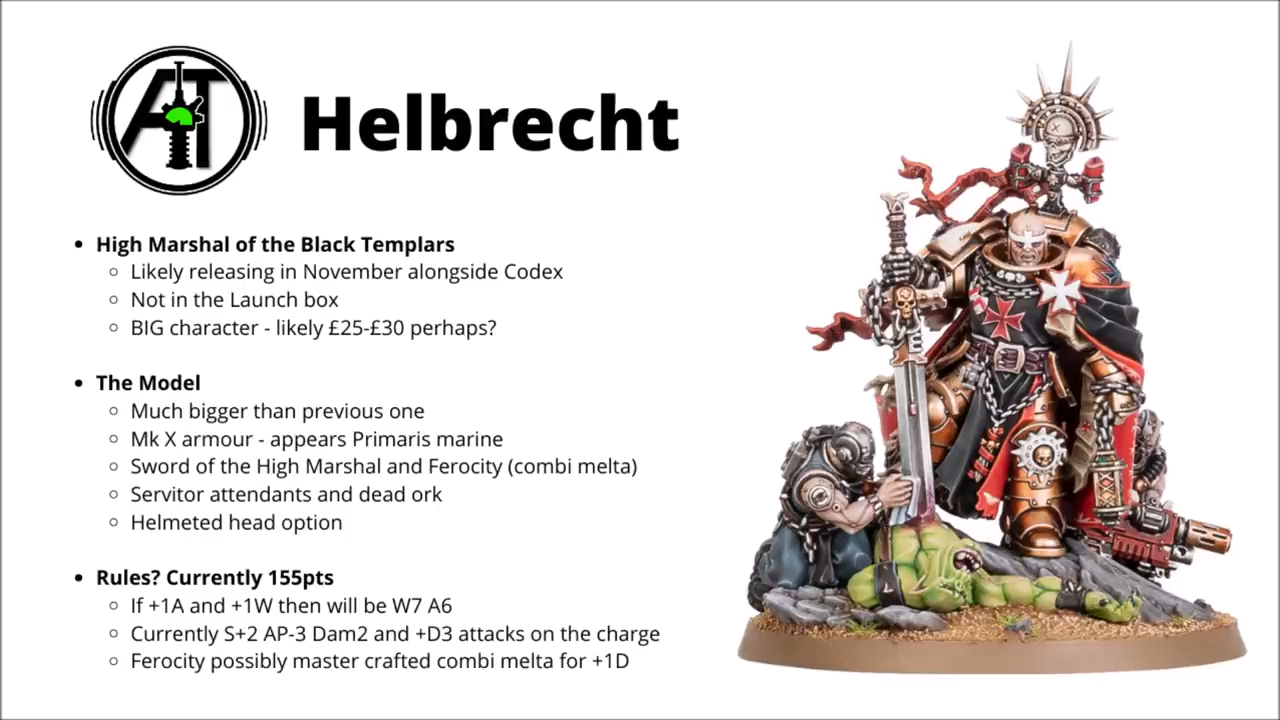 AT
Helbrecht
• High Marshal of the Black Templars
○ Likely releasing in November alongside Codex
○ Not in the Launch box
○ BIG character - likely £25-£30 perhaps?
• The Model
○ Much bigger than previous one
○ Mk X armour - appears Primaris marine
○ Sword of the High Marshal and Ferocity (combi melta)
○ Servitor attendants and dead ork
○ Helmeted head option
• Rules? Currently 155pts
○ If +1A and +1W then will be W7 A6
○ Currently S+2 AP-3 Dam2 and +D3 attacks on the charge
○ Ferocity possibly master crafted combi melta for +1D